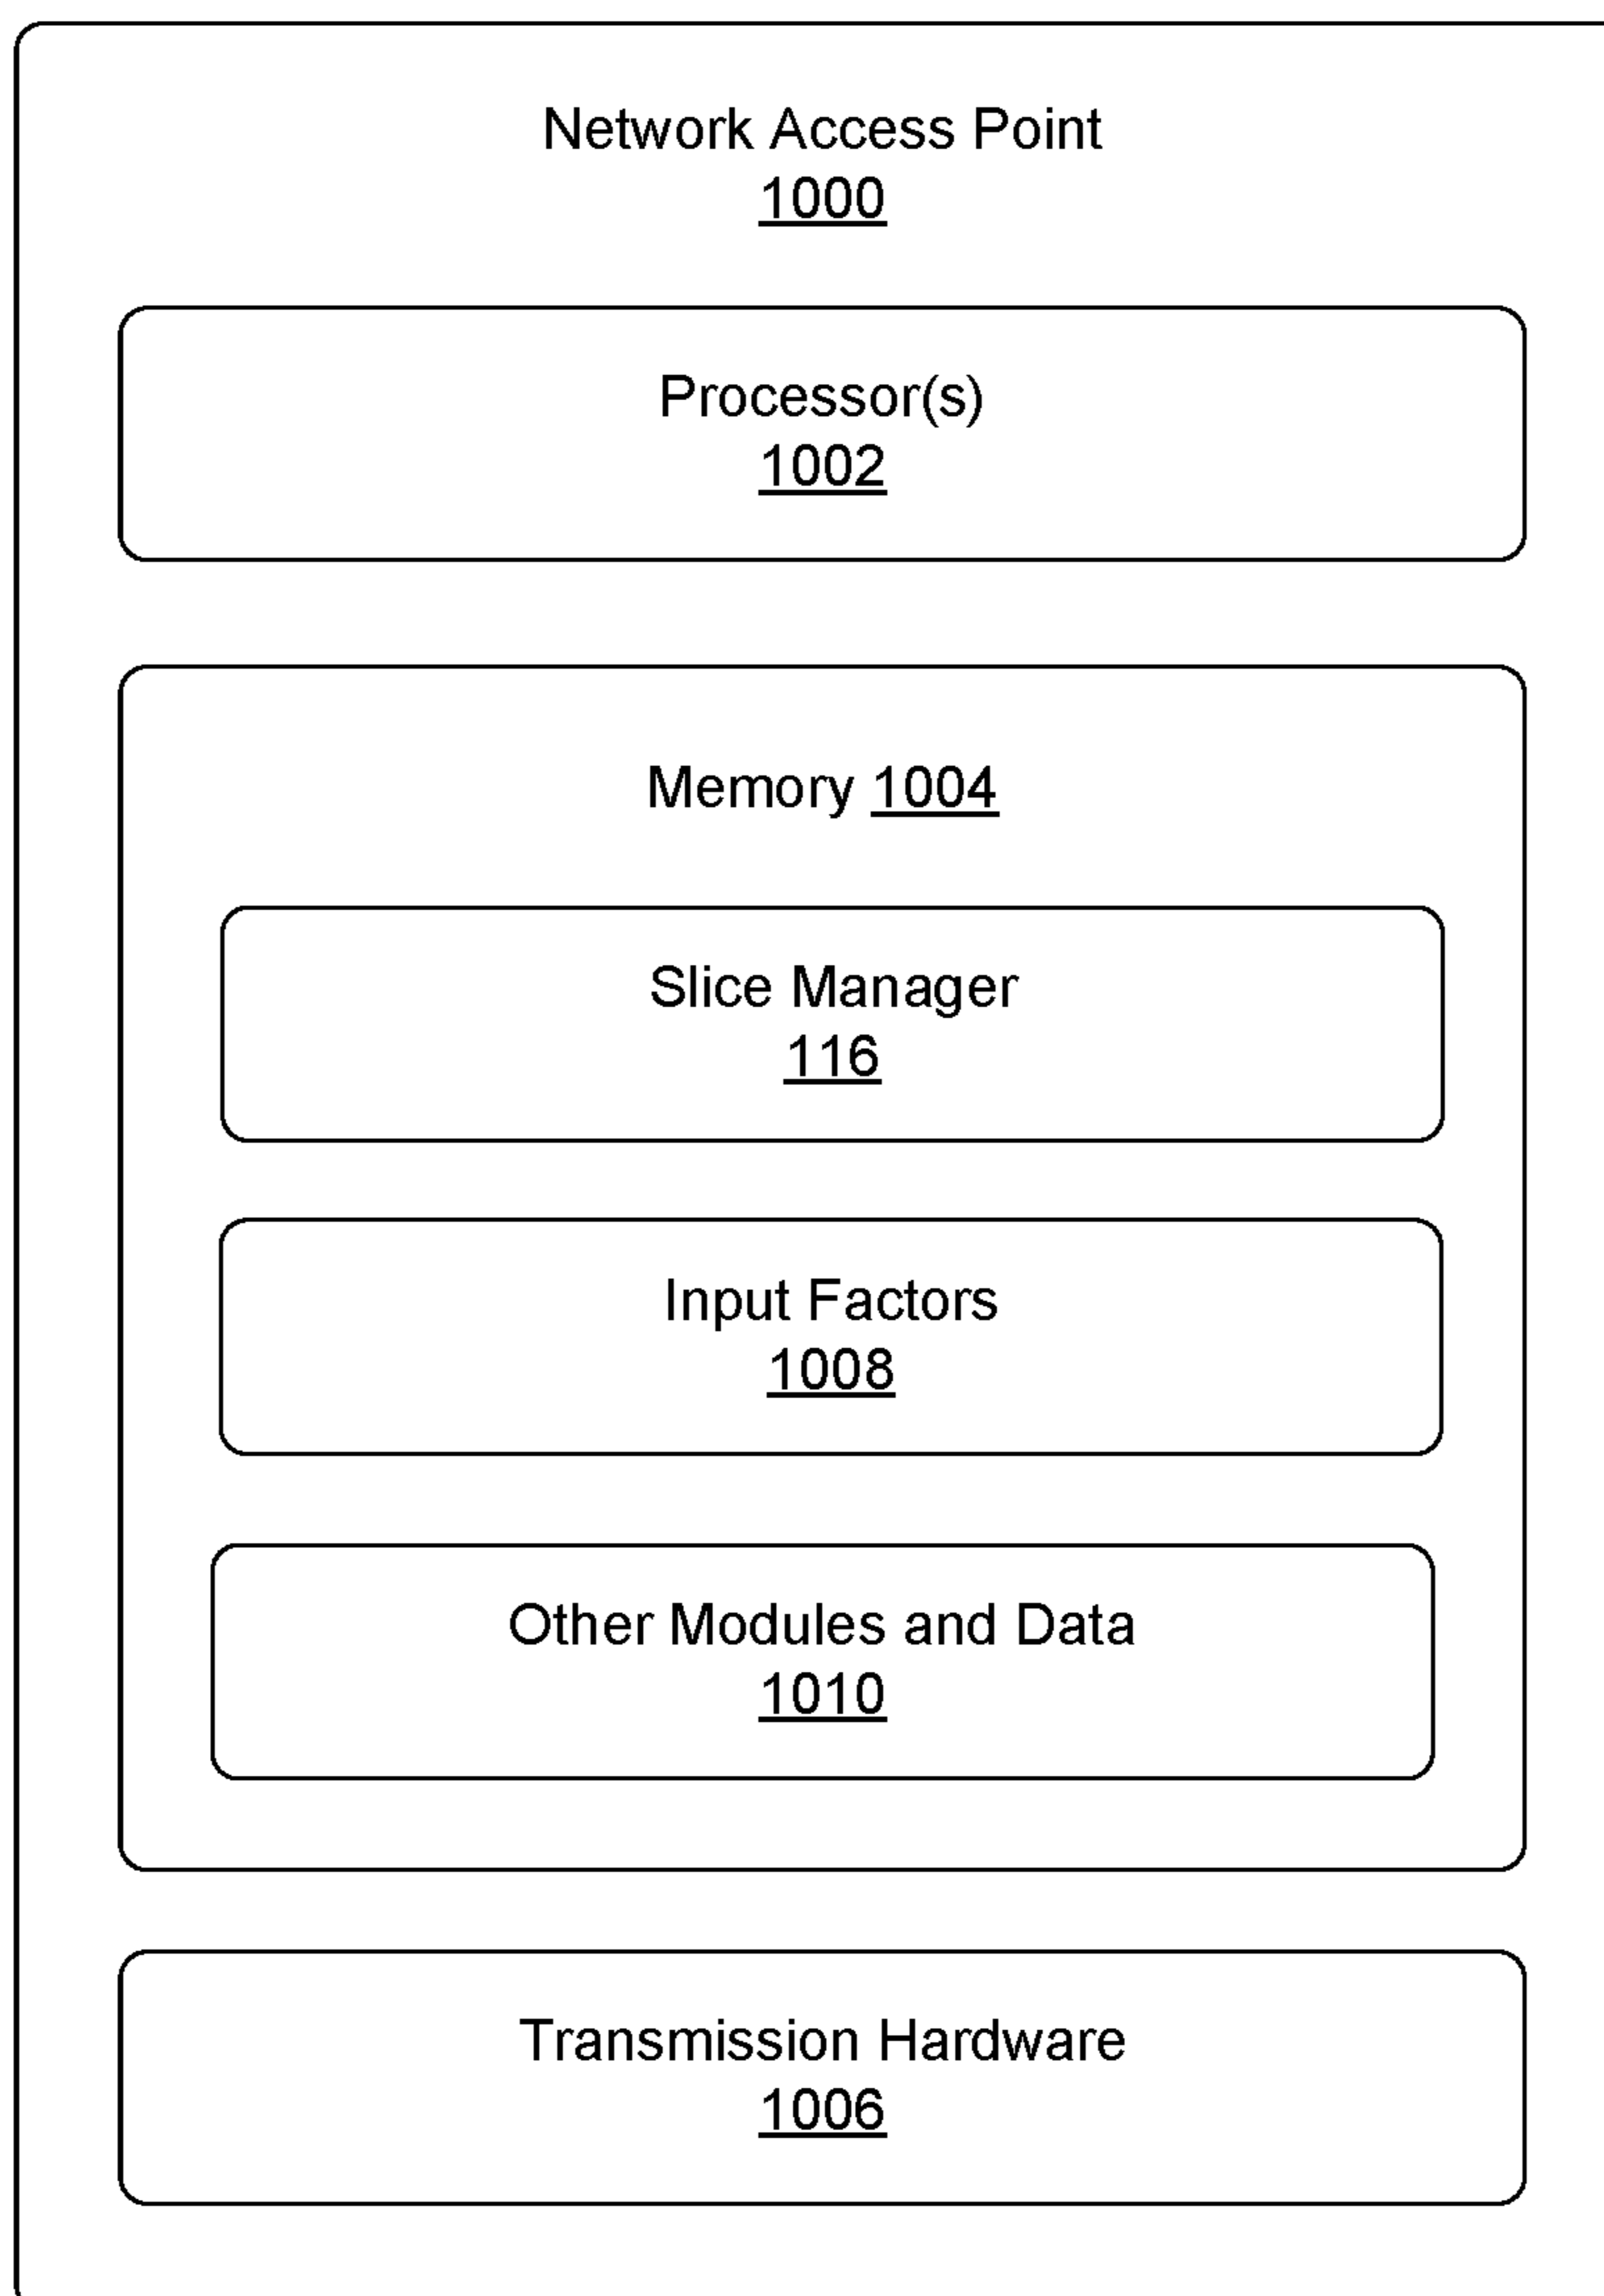 Network Access Point
1000
Processor(s)
1002
Memory 1004
Slice Manager
116
Input Factors
1008
Other Modules and Data
1010
Transmission Hardware
1006